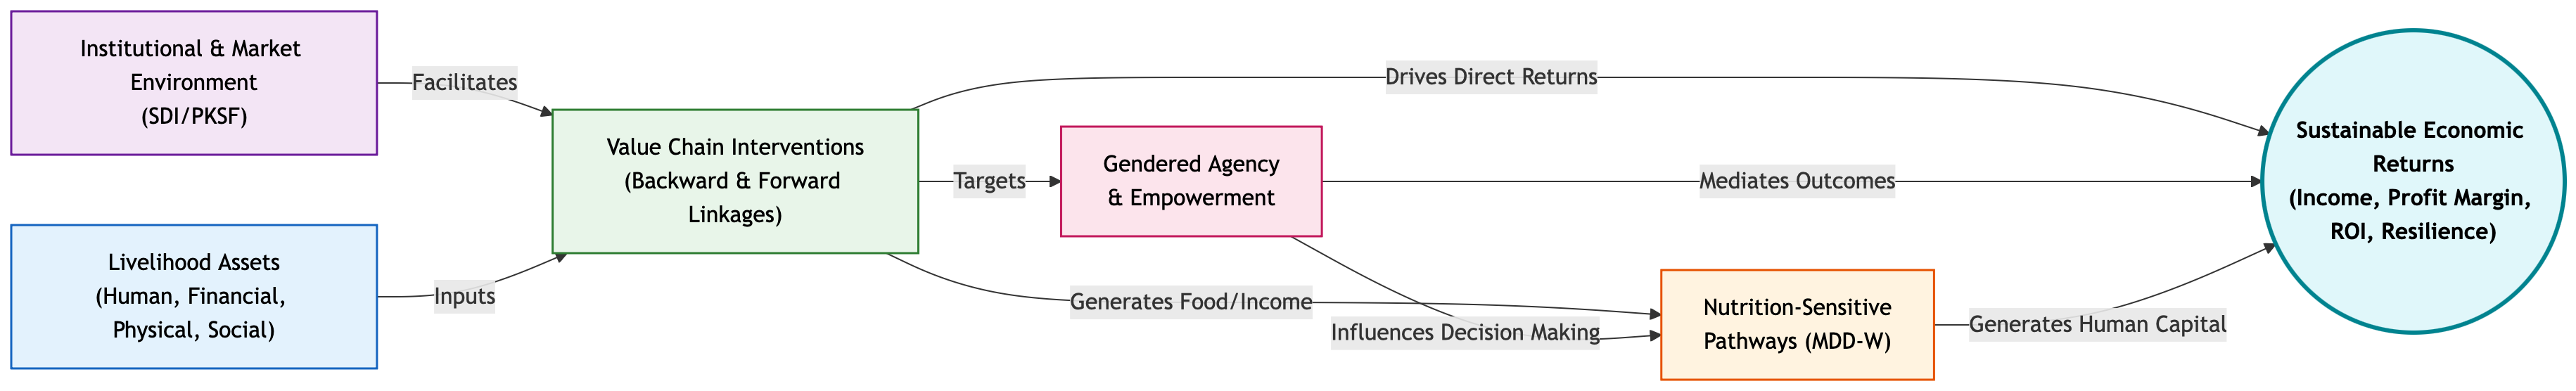 Institutional & Market
Environment
(SDI/PKSF)
Facilitates
Livelihood Assets
(Human, Financial,
Physical, Social)
Inputs
Value Chain Interventions
(Backward & Forward
Linkages)
Drives Direct Returns
Targets
Gendered Agency
& Empowerment
Mediates Outcomes
Generates Food/Income
Influences Decision Making
Nutrition-Sensitive
Pathways (MDD-W)
Generates Human Capital
Sustainable Economic
Returns
(Income, Profit Margin,
ROI, Resilience)